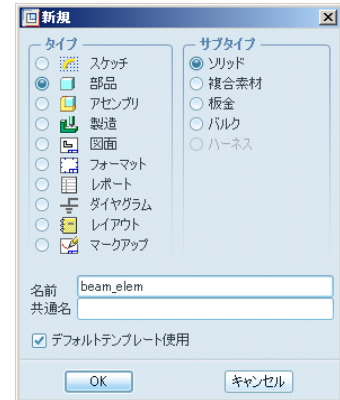 新規
タイプ
スケッチ
部品
アセンブリ
製造
図面
フォーマット
レポート
ダイヤグラム
レイアウト
マークアップ
サブタイプ
ソリッド
複合素材
板金
バルク
ハーネス
名前 beam_elem
共通名
デフォルトテンプレート使用
OK キャンセル